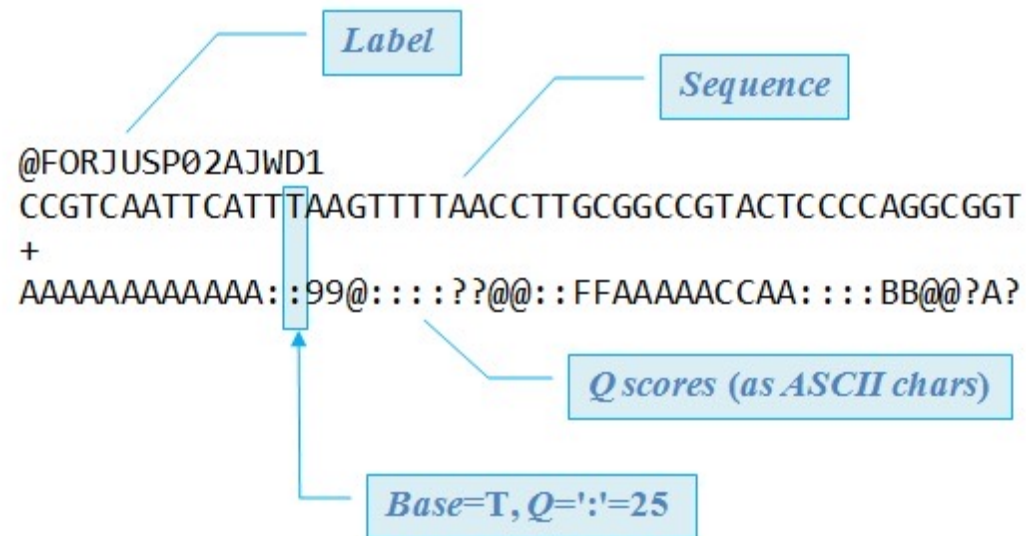 Label
Sequence
@FORJUSP02AJWD1
CCGTCAATTCATTTAAGTTTTAACCTTGCGGCCGTACTCCCCAGGCGGT
+
AAAAAAAAAAAA::99@::::??@@::FFAAAAACCAA::::BB@@?A?
Q scores (as ASCII chars)
Base=T, Q=':'=25